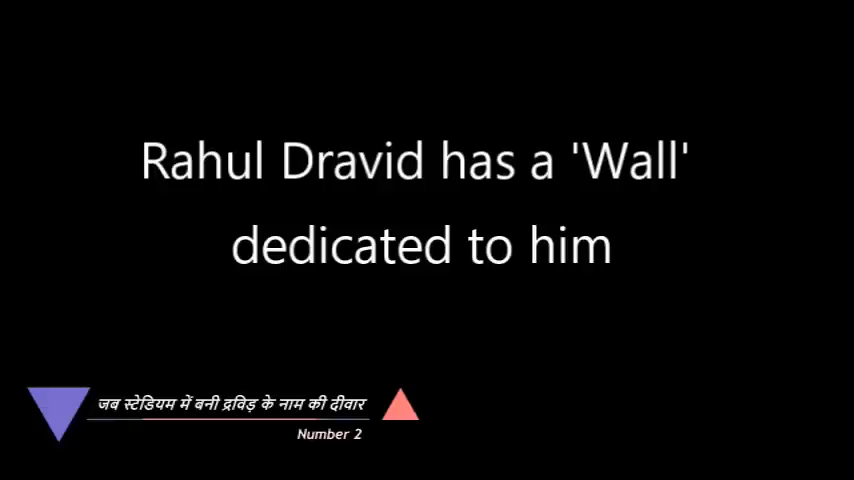 Rahul Dravid has a 'Wall'
dedicated to him
जब स्टेडियम में बनी द्रविड़ के नाम की दीवार
Number 2